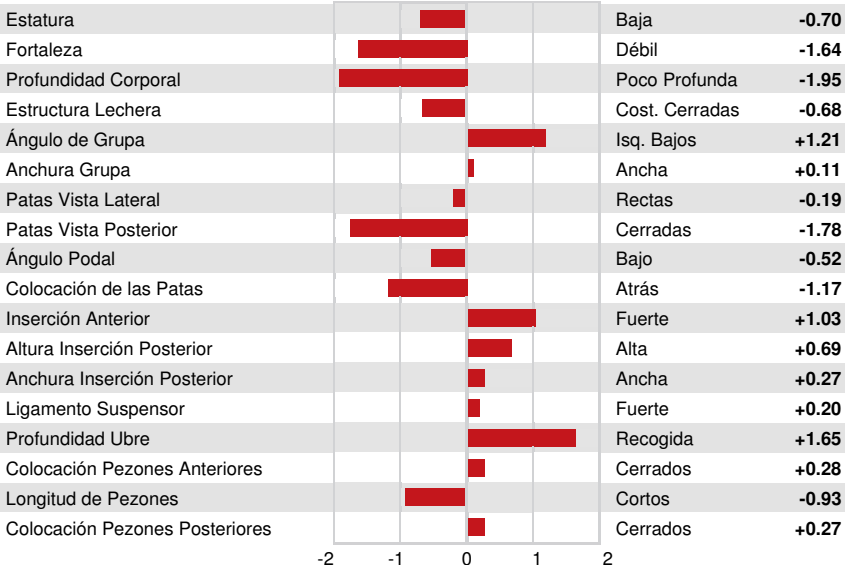 Estatura Baja -0.70
Fortaleza Débil -1.64
Profundidad Corporal Poco Profunda -1.95
Estructura Lechera Cost. Cerradas -0.68
Ángulo de Grupa Isq. Bajos +1.21
Anchura Grupa Ancha +0.11
Patas Vista Lateral Rectas -0.19
Patas Vista Posterior Cerradas -1.78
Ángulo Podal Bajo -0.52
Colocación de las Patas Atrás -1.17
Inserción Anterior Fuerte +1.03
Altura Inserción Posterior Alta +0.69
Anchura Inserción Posterior Ancha +0.27
Ligamento Suspensor Fuerte +0.20
Profundidad Ubre Recogida +1.65
Colocación Pezones Anteriores Cerrados +0.28
Longitud de Pezones Cortos -0.93
Colocación Pezones Posteriores Cerrados +0.27
-2 -1 0 1 2